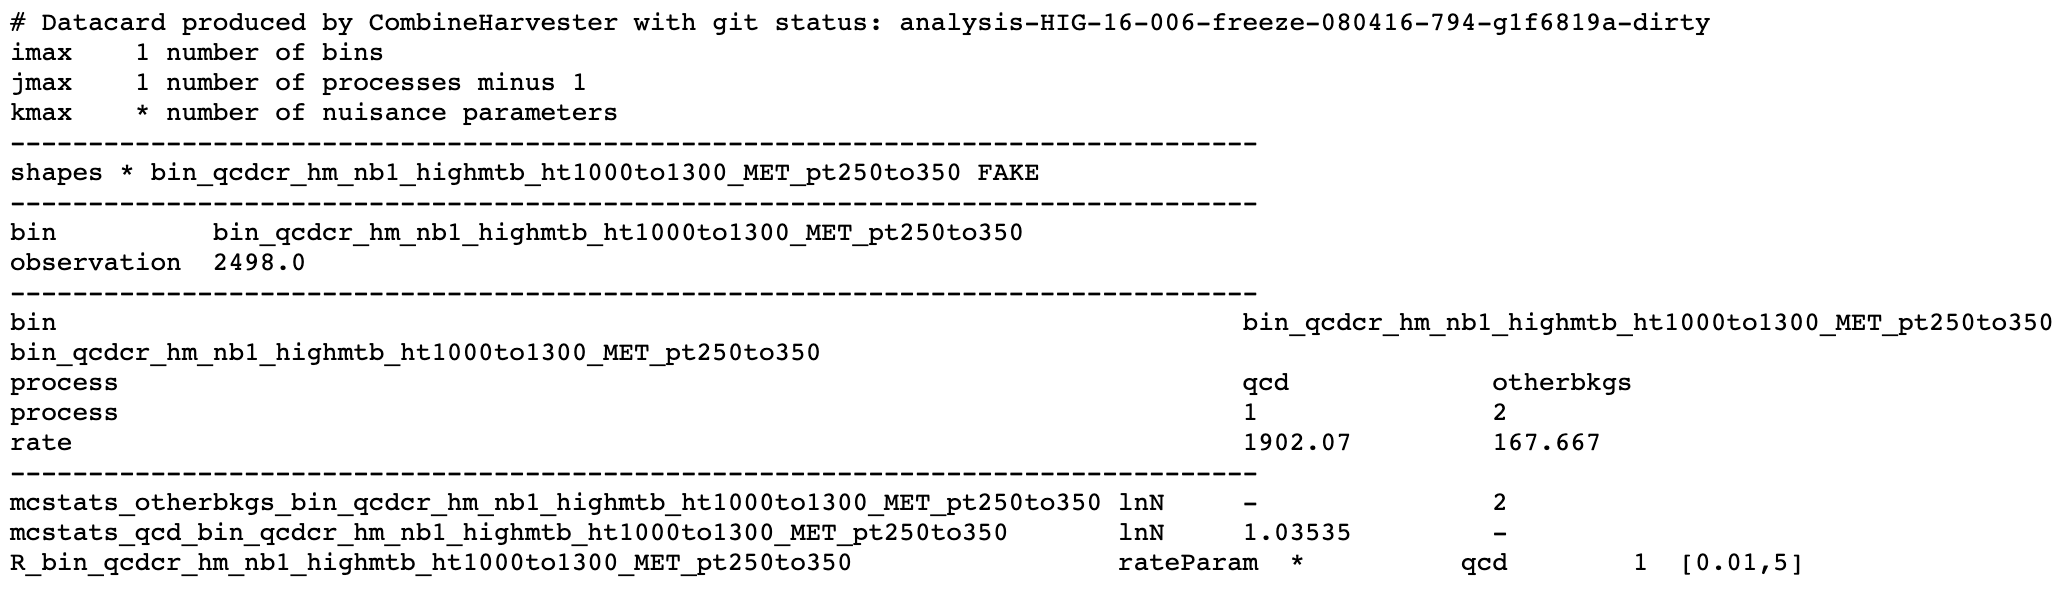 # Datacard produced by CombineHarvester with git status: analysis-HIG-16-006-freeze-080416-794-g1f6819a-dirty
imax    1 number of bins
jmax    1 number of processes minus 1
kmax    * number of nuisance parameters
--------------------------------------------------------------------------------
shapes * bin_qcdcr_hm_nb1_highmtb_ht1000to1300_MET_pt250to350 FAKE
--------------------------------------------------------------------------------
bin          bin_qcdcr_hm_nb1_highmtb_ht1000to1300_MET_pt250to350
observation  2498.0
--------------------------------------------------------------------------------
bin                                                                            bin_qcdcr_hm_nb1_highmtb_ht1000to1300_MET_pt250to350
bin_qcdcr_hm_nb1_highmtb_ht1000to1300_MET_pt250to350
process                                                                        qcd             otherbkgs
process                                                                        1               2
rate                                                                           1902.07         167.667
--------------------------------------------------------------------------------
mcstats_otherbkgs_bin_qcdcr_hm_nb1_highmtb_ht1000to1300_MET_pt250to350 lnN     -               2
mcstats_qcd_bin_qcdcr_hm_nb1_highmtb_ht1000to1300_MET_pt250to350       lnN     1.03535         -
R_bin_qcdcr_hm_nb1_highmtb_ht1000to1300_MET_pt250to350                 rateParam  *          qcd        1  [0.01,5]